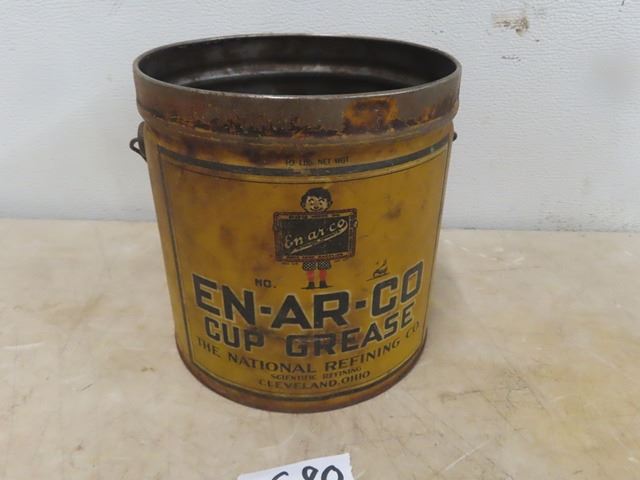 10 LBS. NET WGT
En-ar-co
NO.
EN-AR-CO
CUP GREASE
THE NATIONAL REFINING CO.
SCIENTIFIC REFINING
CLEVELAND, OHIO